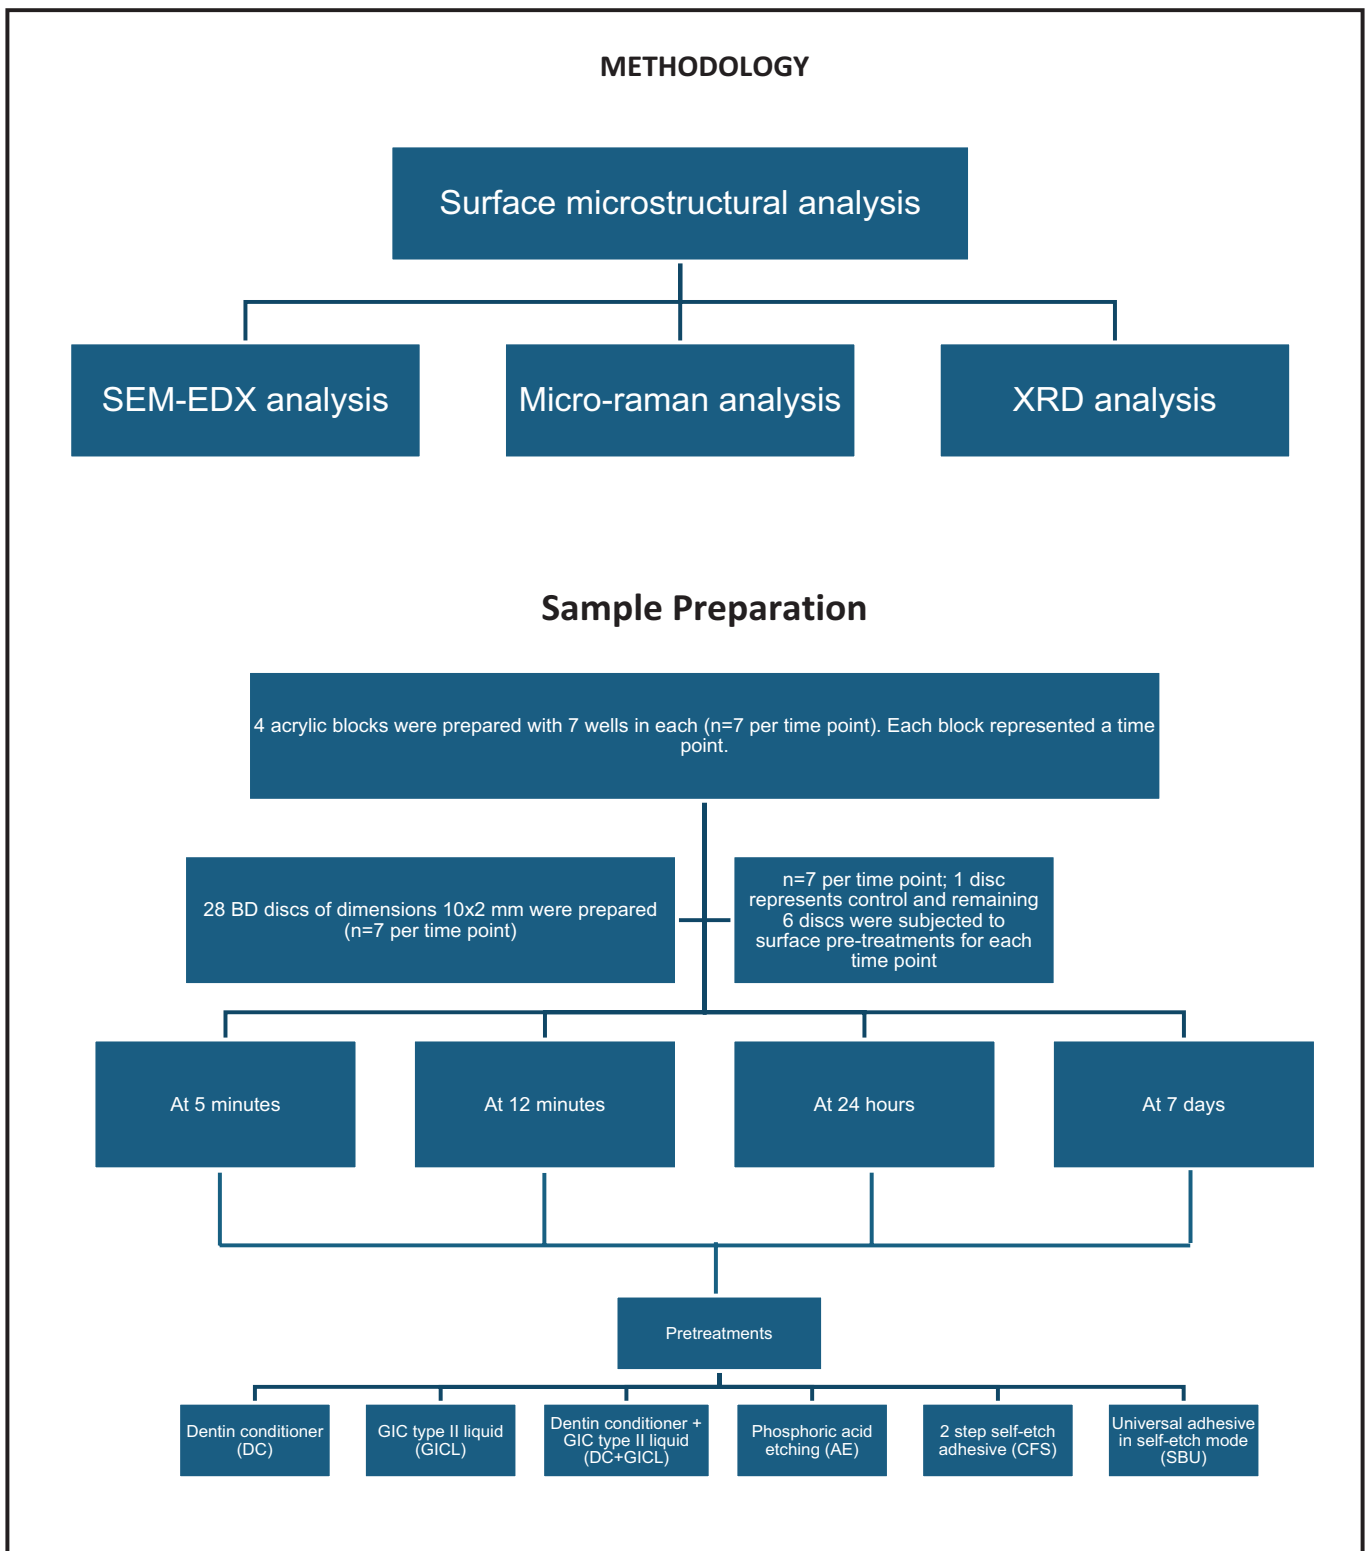 METHODOLOGY
Surface microstructural analysis
SEM-EDX analysis
Micro-raman analysis
XRD analysis
Sample Preparation
4 acrylic blocks were prepared with 7 wells in each (n=7 per time point). Each block represented a time
point.
28 BD discs of dimensions 10x2 mm were prepared
(n=7 per time point)
n=7 per time point; 1 disc
represents control and remaining
6 discs were subjected to
surface pre-treatments for each
time point
At 5 minutes
At 12 minutes
At 24 hours
At 7 days
Pretreatments
Dentin conditioner
(DC)
GIC type II liquid
(GICL)
Dentin conditioner +
GIC type II liquid
(DC+GICL)
Phosphoric acid
etching (AE)
2 step self-etch
adhesive (CFS)
Universal adhesive
in self-etch mode
(SBU)